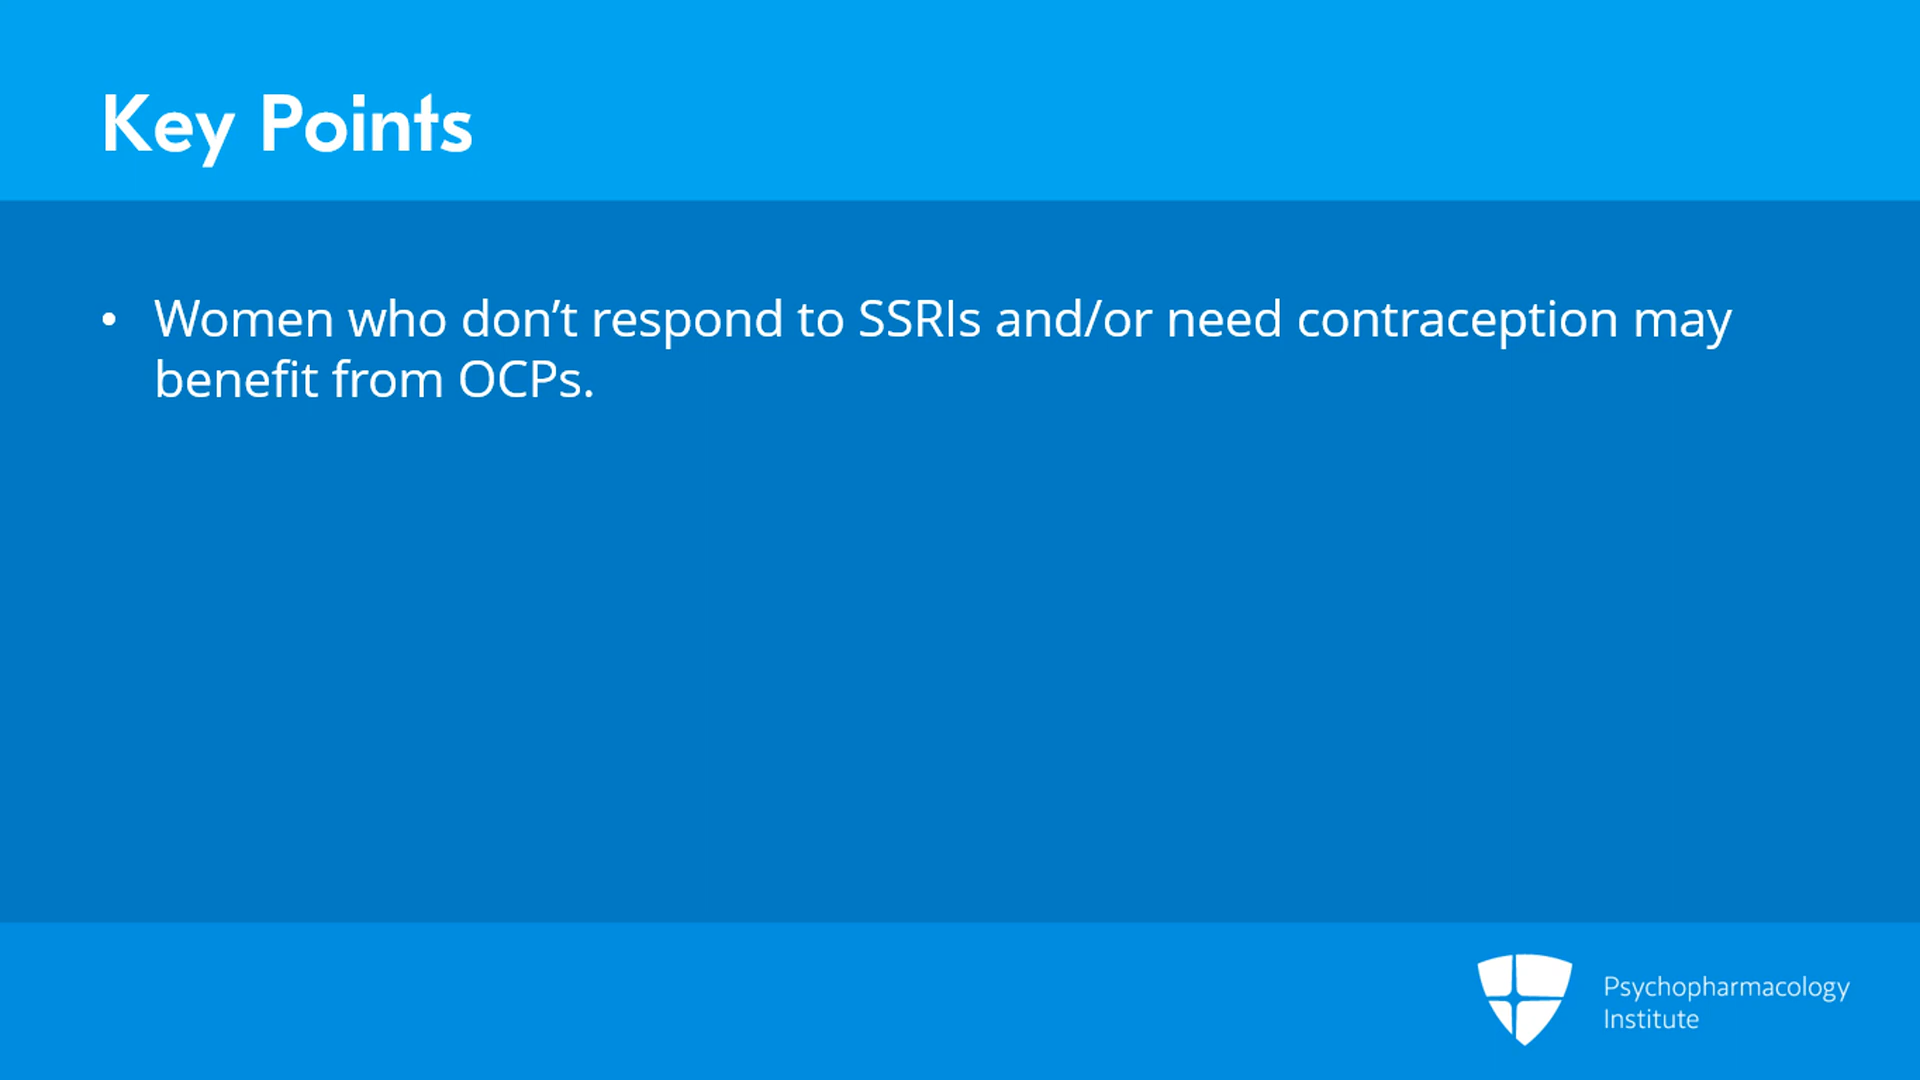 Key Points
• Women who don’t respond to SSRIs and/or need contraception may
benefit from OCPs.
Psychopharmacology
Institute